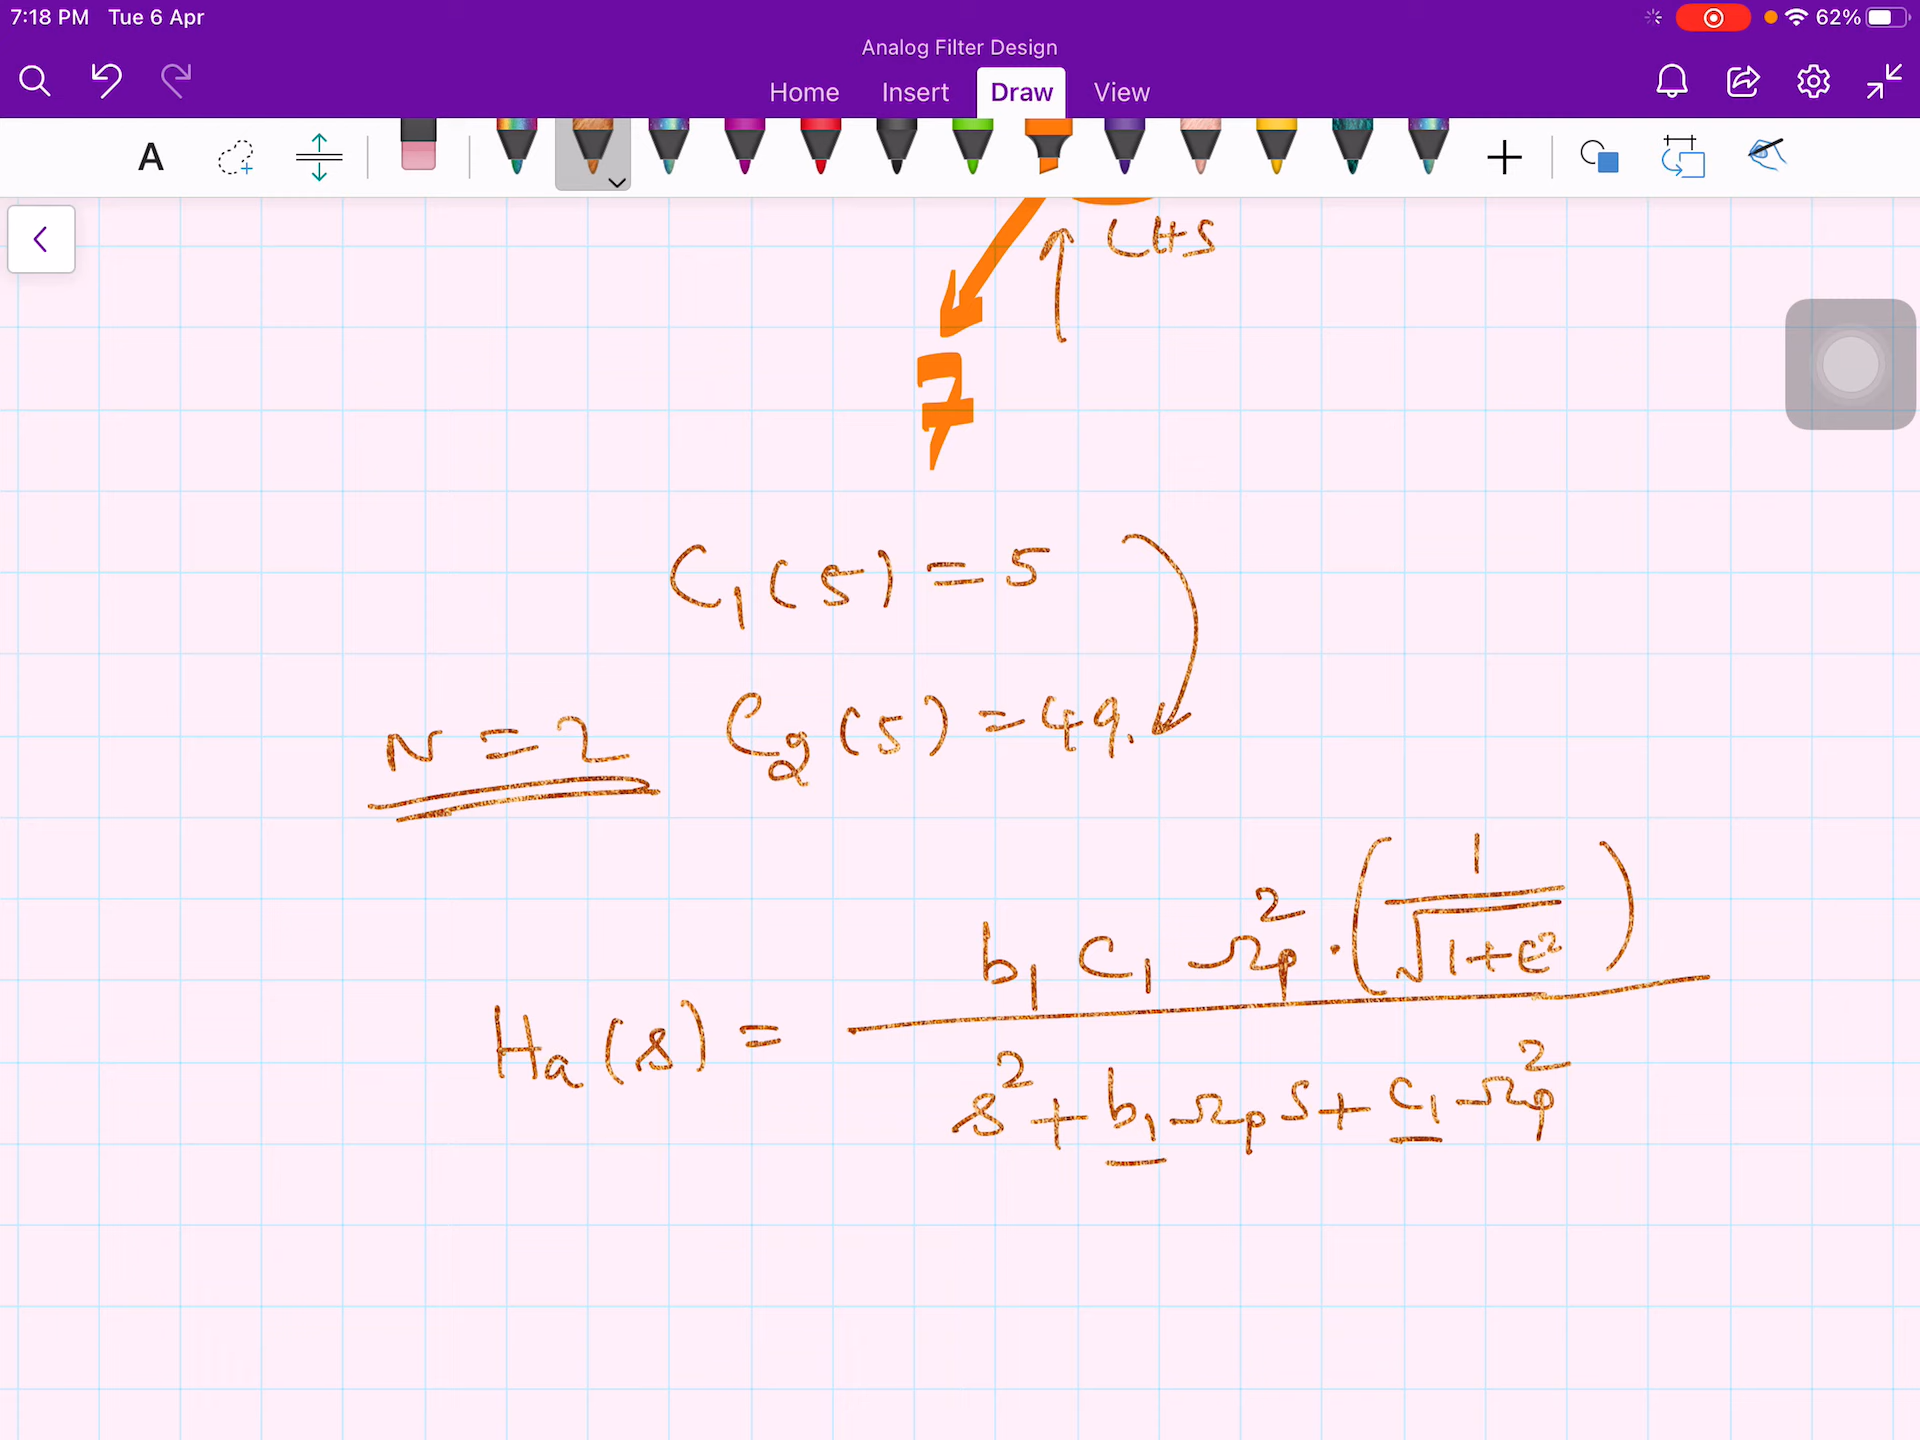 7:18 PM Tue 6 Apr
62%
Analog Filter Design
Home Insert Draw View
A
LHS
7
C₁(5) = 5
N = 2 C₂(5) = 49.
Hₐ(s) = b₁ C₁ Ωₚ² · (1/√(1+ε²)) / (s² + b₁ Ωₚ s + C₁ Ωₚ²)